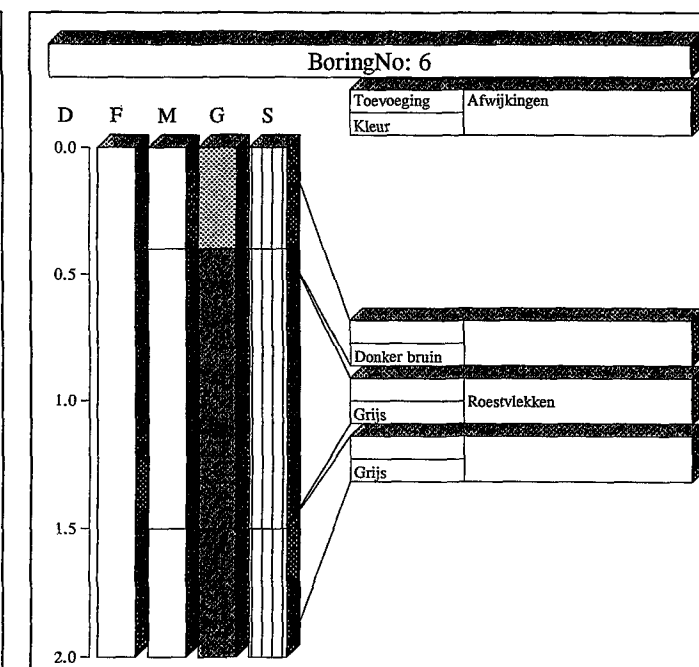 BoringNo: 6
Toevoeging Afwijkingen
Kleur
D F M G S
0.0
0.5
Donker bruin
1.0
Roestvlekken
Grijs
Grijs
1.5
2.0